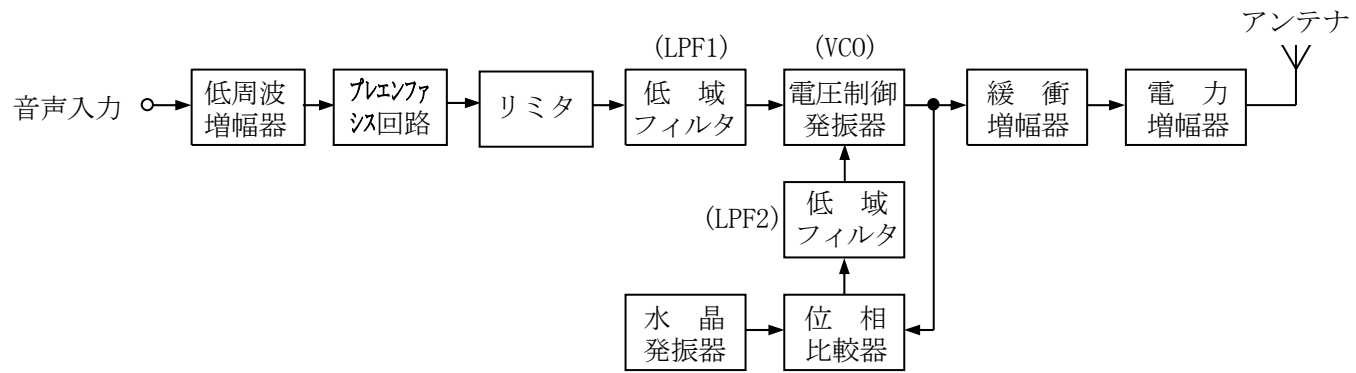 アンテナ
(LPF1)
(VCO)
音声入力
低周波
増幅器
プレエンファ
シス回路
リミタ
低　域
フィルタ
電圧制御
発振器
緩　衝
増幅器
電　力
増幅器
(LPF2)
低　域
フィルタ
水　晶
発振器
位　相
比較器